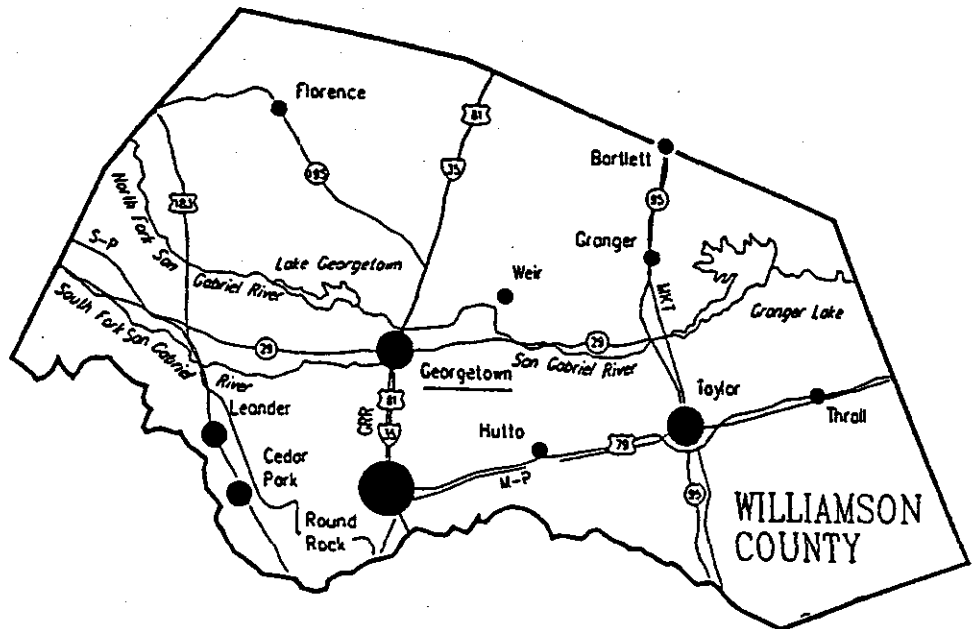 Florence
81
Bartlett
195
35
95
183
North Fork San
Gabriel River
Granger
S-P
Lake Georgetown
Weir
MKT
Granger Lake
South Fork San Gabriel
River
29
29
San Gabriel River
Georgetown
Taylor
Leander
81
GRR
35
Hutto
79
Thrall
M-P
Cedar
Park
95
Round
Rock
WILLIAMSON
COUNTY